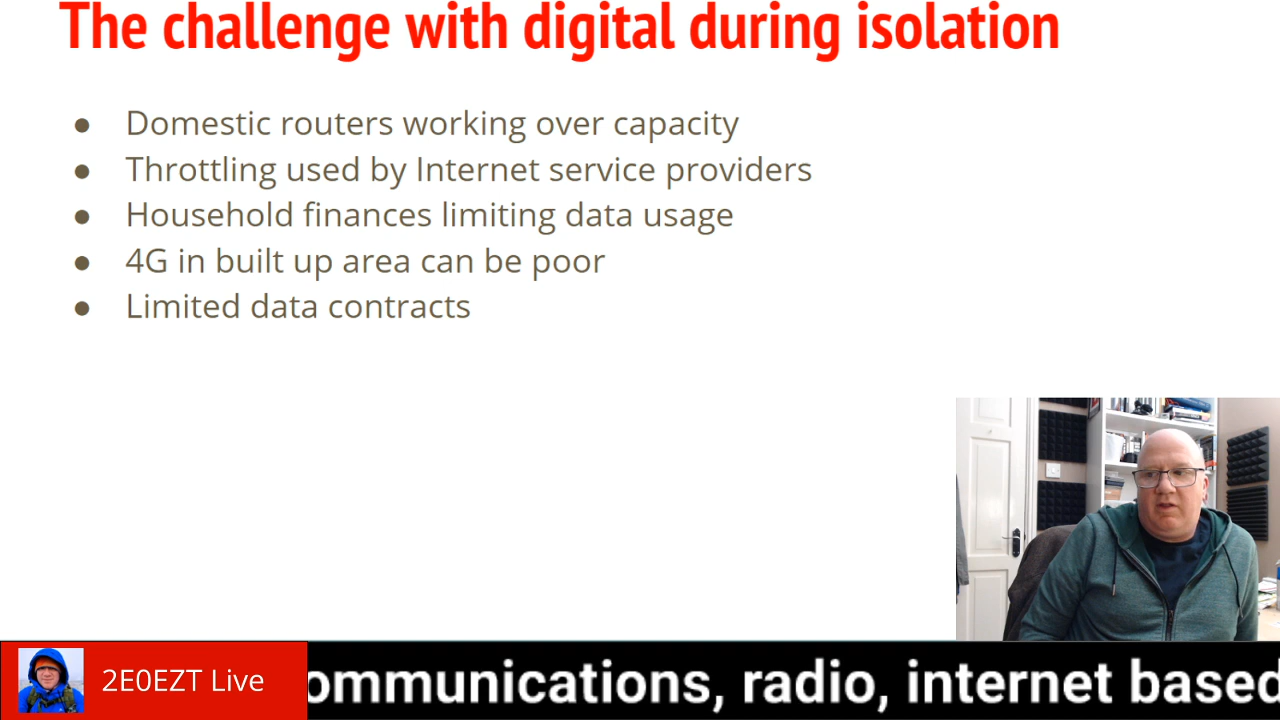 The challenge with digital during isolation
● Domestic routers working over capacity
● Throttling used by Internet service providers
● Household finances limiting data usage
● 4G in built up area can be poor
● Limited data contracts
2E0EZT Live
ommunications, radio, internet based